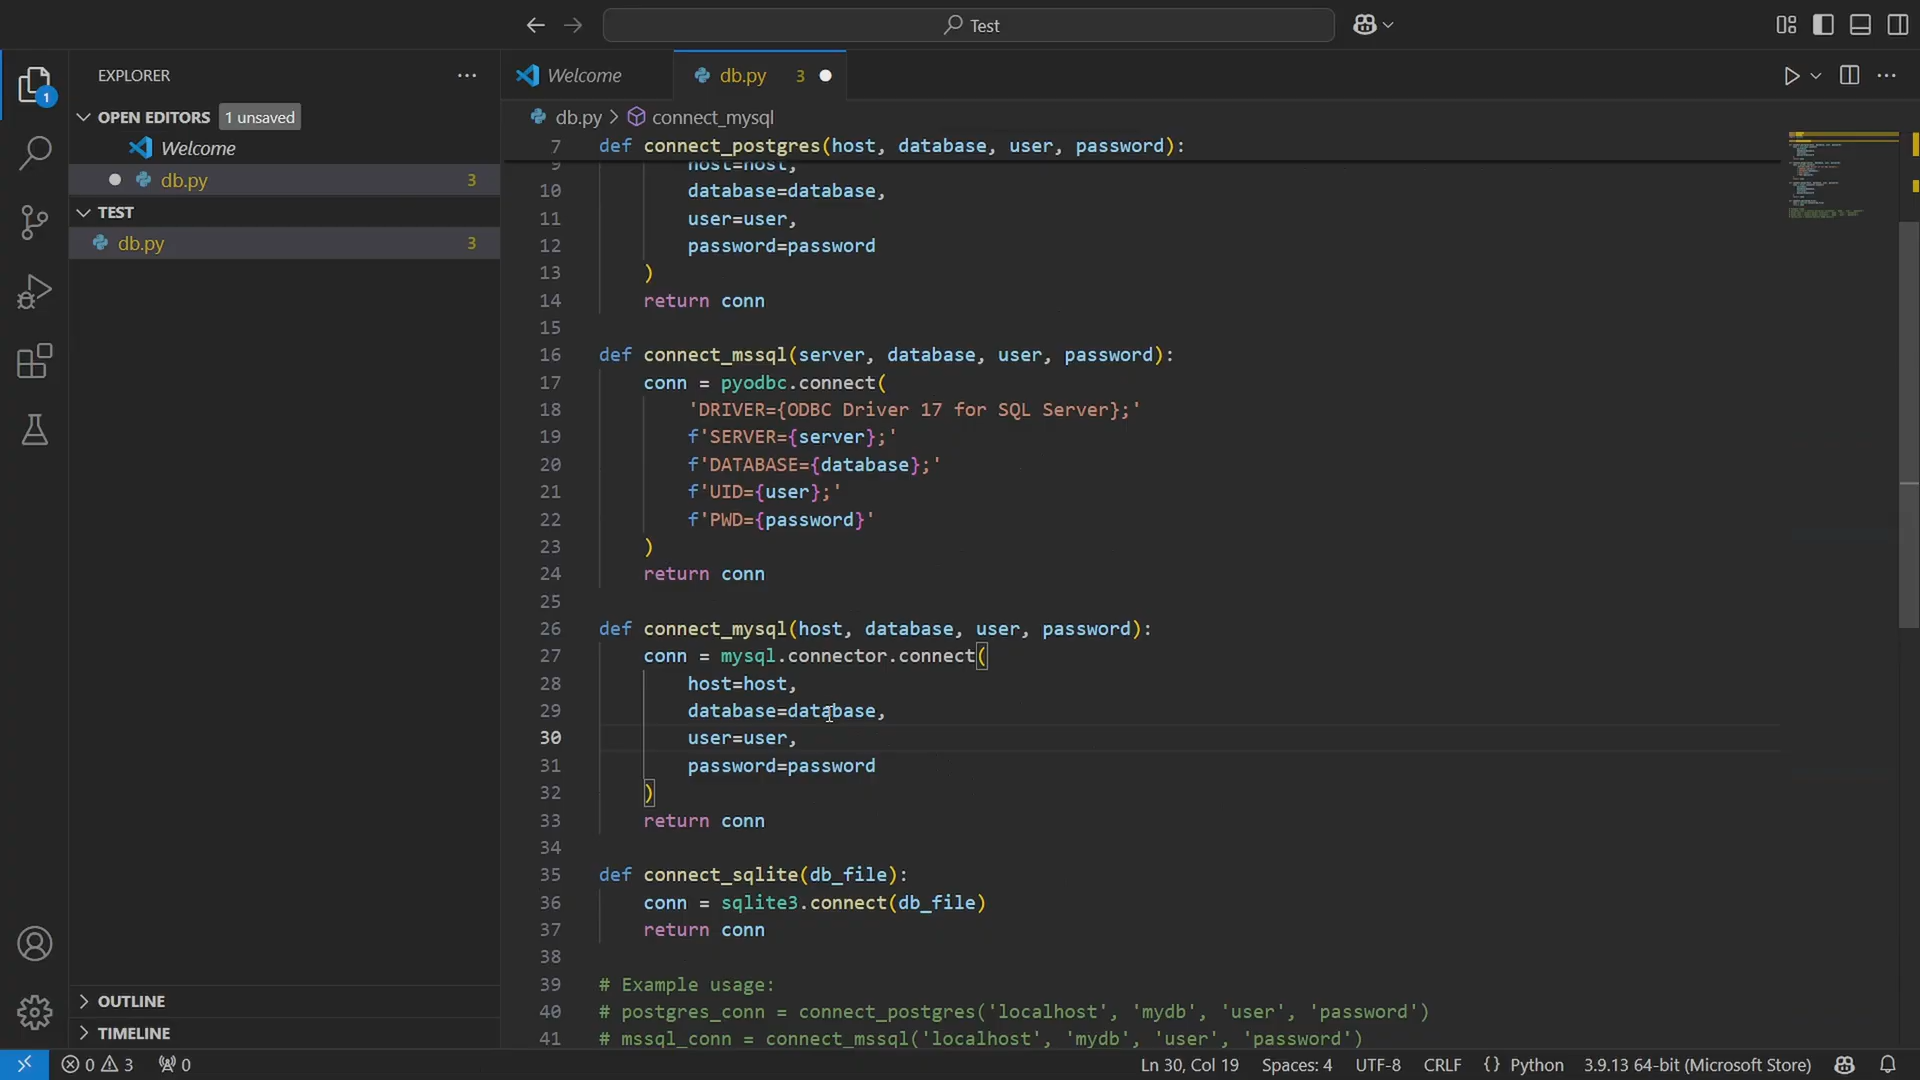 Test
EXPLORER
Welcome
db.py 3
OPEN EDITORS 1 unsaved
Welcome
db.py 3
TEST
db.py 3
OUTLINE
TIMELINE
1
db.py > connect_mysql
7 def connect_postgres(host, database, user, password):
9 host=host,
10 database=database,
11 user=user,
12 password=password
13 )
14 return conn
15
16 def connect_mssql(server, database, user, password):
17 conn = pyodbc.connect(
18 'DRIVER={ODBC Driver 17 for SQL Server};'
19 f'SERVER={server};'
20 f'DATABASE={database};'
21 f'UID={user};'
22 f'PWD={password}'
23 )
24 return conn
25
26 def connect_mysql(host, database, user, password):
27 conn = mysql.connector.connect(
28 host=host,
29 database=database,
30 user=user,
31 password=password
32 )
33 return conn
34
35 def connect_sqlite(db_file):
36 conn = sqlite3.connect(db_file)
37 return conn
38
39 # Example usage:
40 # postgres_conn = connect_postgres('localhost', 'mydb', 'user', 'password')
41 # mssql_conn = connect_mssql('localhost', 'mydb', 'user', 'password')
0 3 0
Ln 30, Col 19 Spaces: 4 UTF-8 CRLF {} Python 3.9.13 64-bit (Microsoft Store)